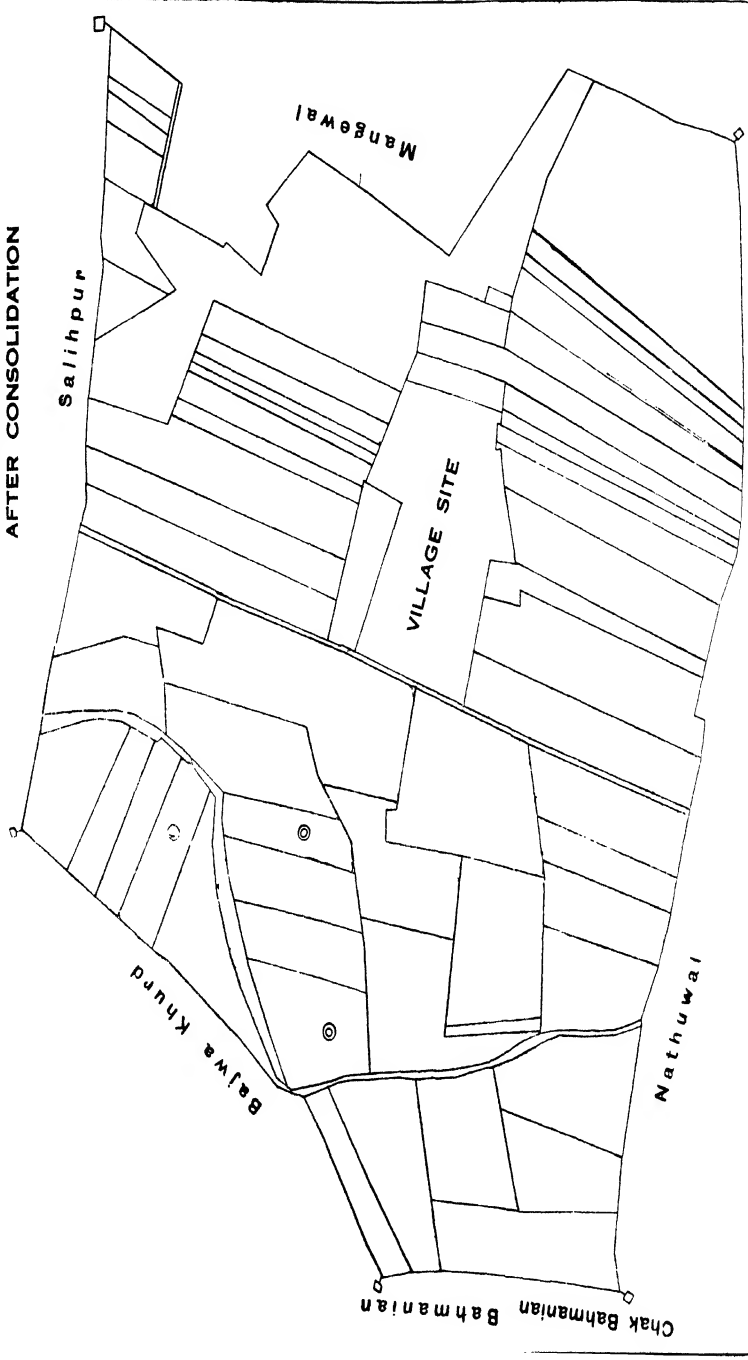 AFTER CONSOLIDATION
Salihpur
Mangewal
VILLAGE SITE
Bajwa Khurd
Nathuwal
Bahmanian
Chak Bahmanian